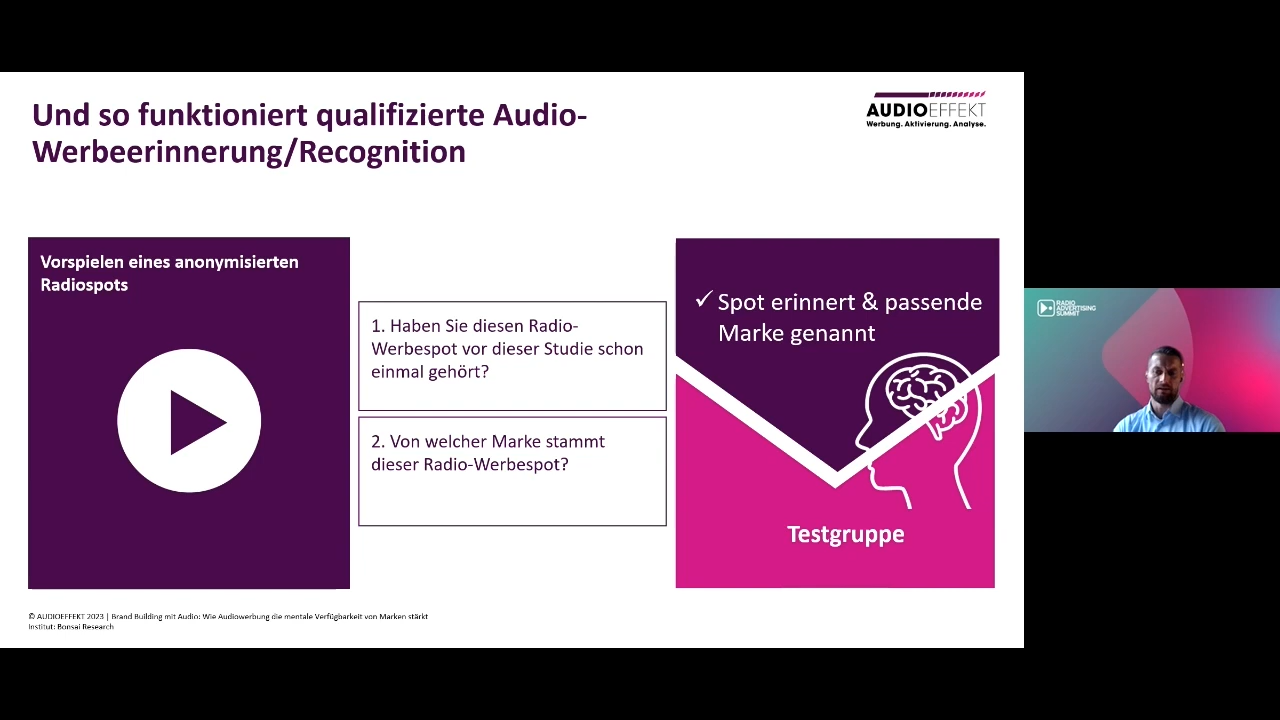 Und so funktioniert qualifizierte Audio-
Werbeerinnerung/Recognition
AUDIOEFFEKT
Werbung. Aktivierung. Analyse.
Vorspielen eines anonymisierten
Radiospots
1. Haben Sie diesen Radio-
Werbespot vor dieser Studie schon
einmal gehört?
2. Von welcher Marke stammt
dieser Radio-Werbespot?
✓ Spot erinnert & passende
Marke genannt
Testgruppe
© AUDIOEFFEKT 2023 | Brand Building mit Audio: Wie Audiowerbung die mentale Verfügbarkeit von Marken stärkt
Institut: Bonsai Research
RADIO
ADVERTISING
SUMMIT